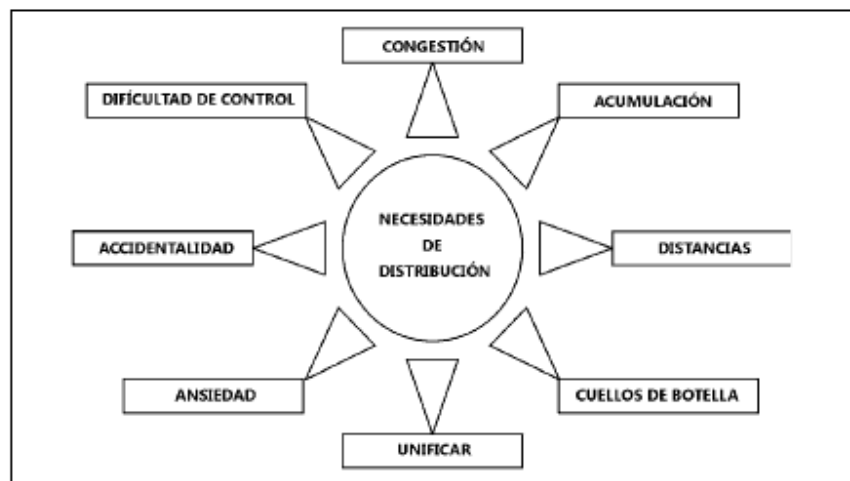 CONGESTIÓN
DIFÍCULTAD DE CONTROL
ACUMULACIÓN
NECESIDADES
DE
DISTRIBUCIÓN
ACCIDENTALIDAD
DISTANCIAS
ANSIEDAD
CUELLOS DE BOTELLA
UNIFICAR